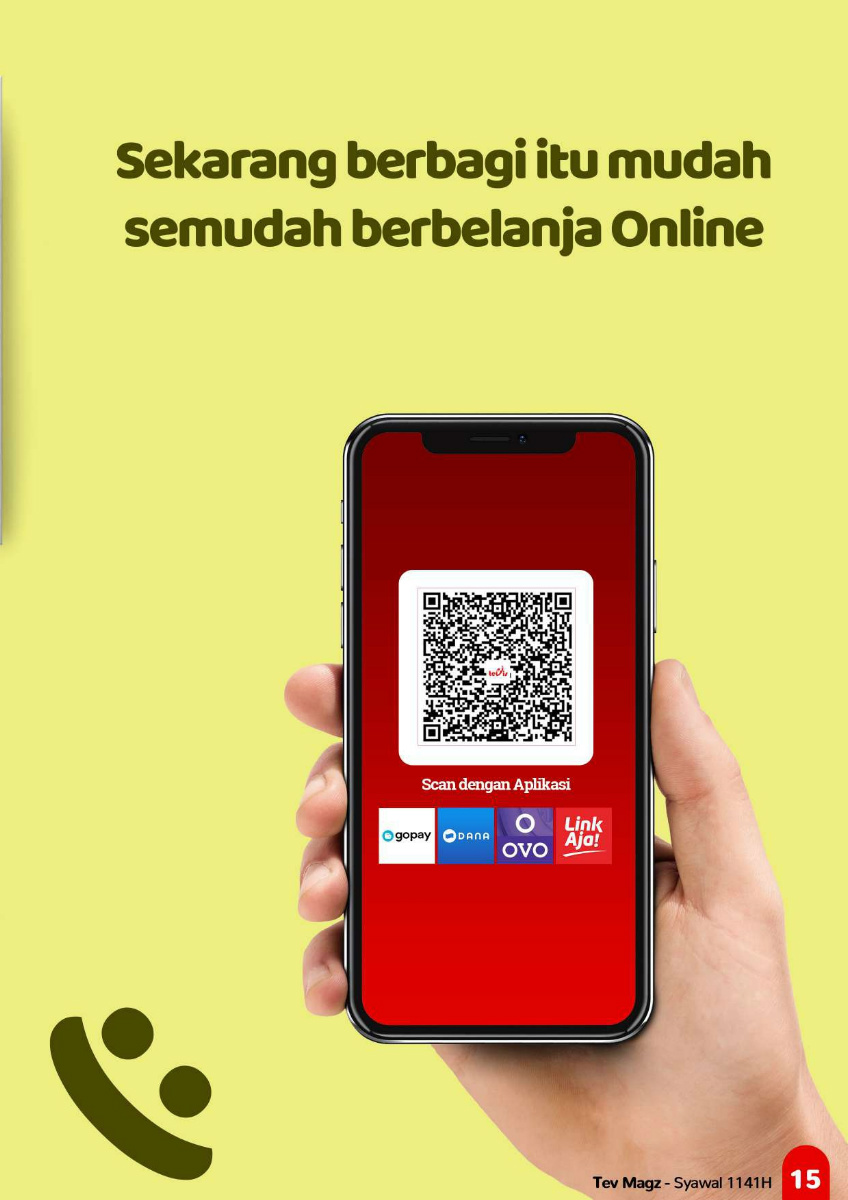 Sekarang berbagi itu mudah
semudah berbelanja Online
Scan dengan Aplikasi
gopay
DANA
OVO
Link
Aja!
Tev Magz - Syawal 1141H
15